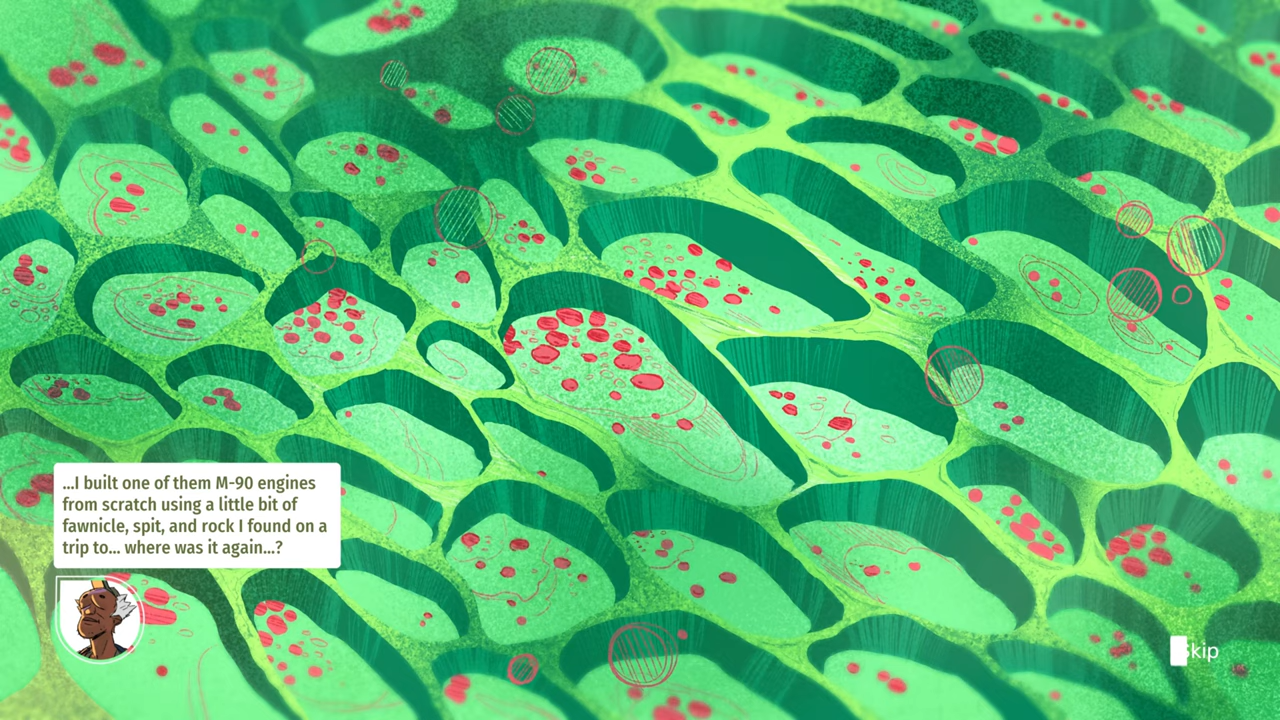 ...I built one of them M-90 engines
from scratch using a little bit of
fawnicle, spit, and rock I found on a
trip to... where was it again...?
Skip